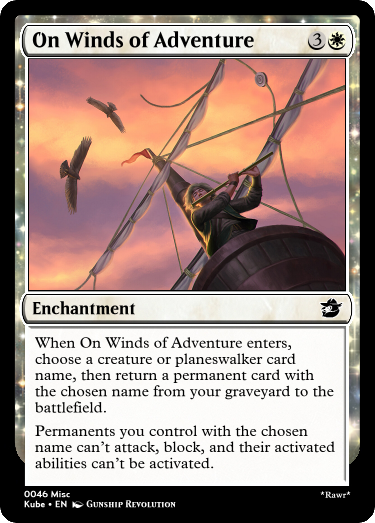 On Winds of Adventure 3
Enchantment
When On Winds of Adventure enters,
choose a creature or planeswalker card
name, then return a permanent card with
the chosen name from your graveyard to the
battlefield.
Permanents you control with the chosen
name can't attack, block, and their activated
abilities can't be activated.
0046 Misc
Kube • EN Gunship Revolution
*Rawr*